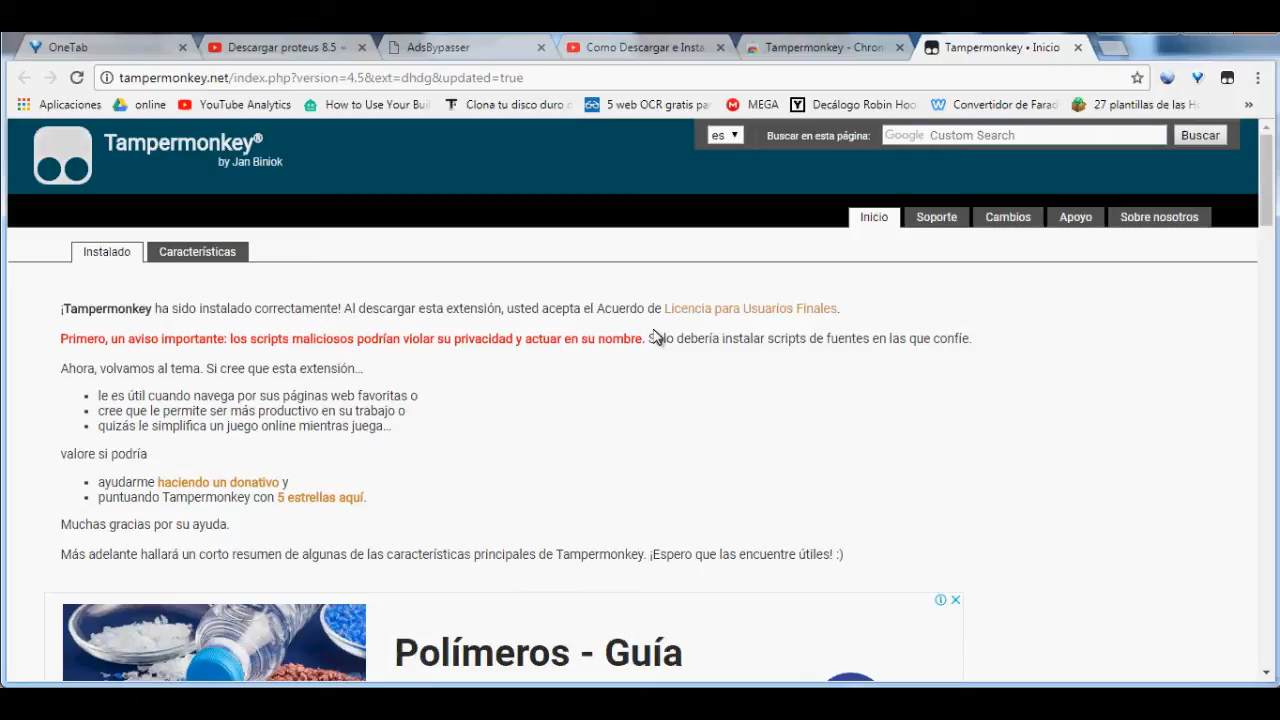 OneTab
Descargar proteus 8.5 -
AdsBypasser
Como Descargar e Insta
Tampermonkey - Chron
Tampermonkey • Inicio
tampermonkey.net/index.php?version=4.5&ext=dhdg&updated=true
Aplicaciones
online
YouTube Analytics
How to Use Your Buil
Clona tu disco duro d
5 web OCR gratis pa
MEGA
Decálogo Robin Hoo
Convertidor de Farad
27 plantillas de la H
»
Tampermonkey®
by Jan Biniok
es
Buscar en esta página:
Google Custom Search
Buscar
Inicio
Soporte
Cambios
Apoyo
Sobre nosotros
Instalado
Características
¡Tampermonkey ha sido instalado correctamente! Al descargar esta extensión, usted acepta el Acuerdo de Licencia para Usuarios Finales.
Primero, un aviso importante: los scripts maliciosos podrían violar su privacidad y actuar en su nombre. Sólo debería instalar scripts de fuentes en las que confíe.
Ahora, volvamos al tema. Si cree que esta extensión...
le es útil cuando navega por sus páginas web favoritas o
cree que le permite ser más productivo en su trabajo o
quizás le simplifica un juego online mientras juega...
valore si podría
ayudarme haciendo un donativo y
puntuando Tampermonkey con 5 estrellas aquí.
Muchas gracias por su ayuda.
Más adelante hallará un corto resumen de algunas de las características principales de Tampermonkey. ¡Espero que las encuentre útiles! :)
Polímeros - Guía